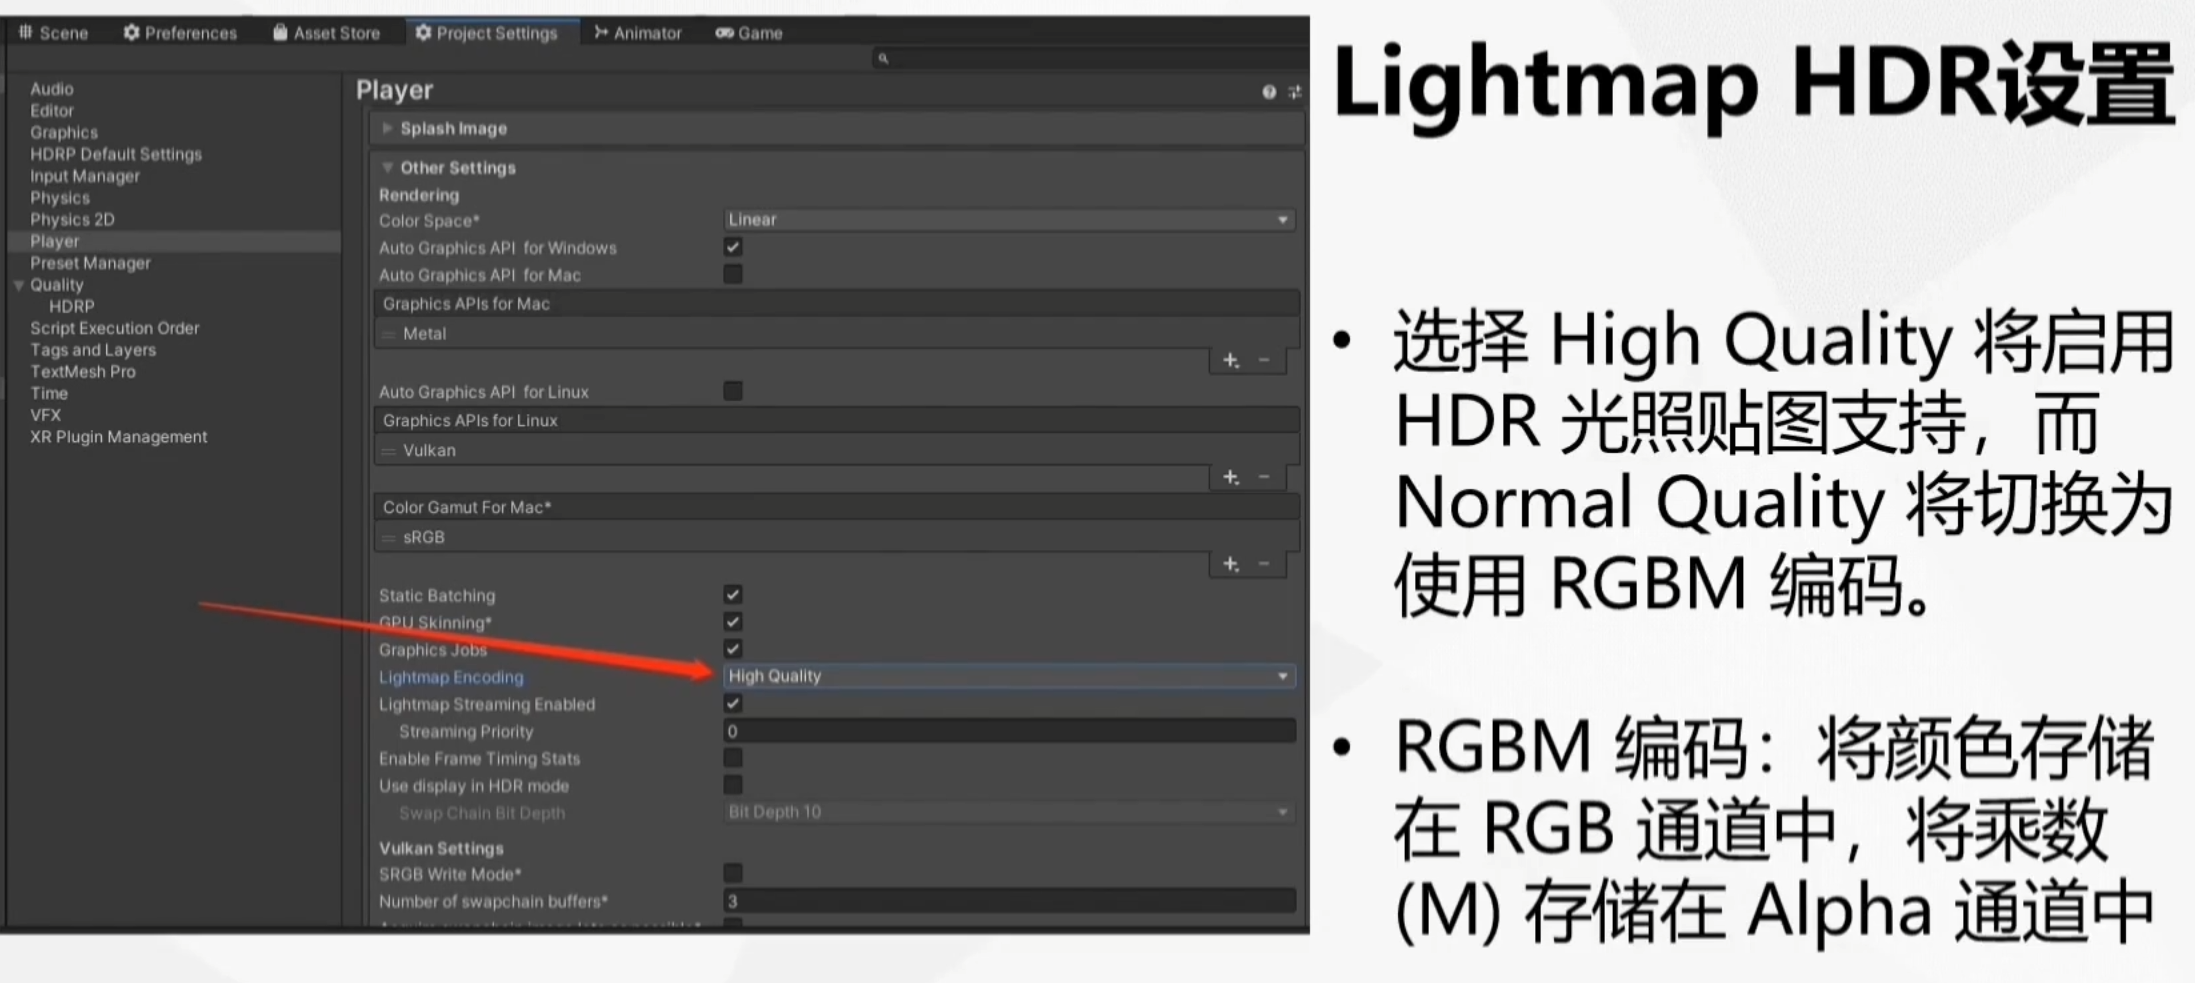 Scene Preferences Asset Store Project Settings Animator Game
Audio
Editor
Graphics
HDRP Default Settings
Input Manager
Physics
Physics 2D
Player
Preset Manager
Quality
HDRP
Script Execution Order
Tags and Layers
TextMesh Pro
Time
VFX
XR Plugin Management
Player
Splash Image
Other Settings
Rendering
Color Space* Linear
Auto Graphics API for Windows
Auto Graphics API for Mac
Graphics APIs for Mac
Metal
Auto Graphics API for Linux
Graphics APIs for Linux
Vulkan
Color Gamut For Mac*
sRGB
Static Batching
GPU Skinning*
Graphics Jobs
Lightmap Encoding High Quality
Lightmap Streaming Enabled
Streaming Priority 0
Enable Frame Timing Stats
Use display in HDR mode
Swap Chain Bit Depth Bit Depth 10
Vulkan Settings
SRGB Write Mode*
Number of swapchain buffers* 3
Lightmap HDR设置
• 选择 High Quality 将启用
HDR 光照贴图支持，而
Normal Quality 将切换为
使用 RGBM 编码。
• RGBM 编码：将颜色存储
在 RGB 通道中，将乘数
(M) 存储在 Alpha 通道中